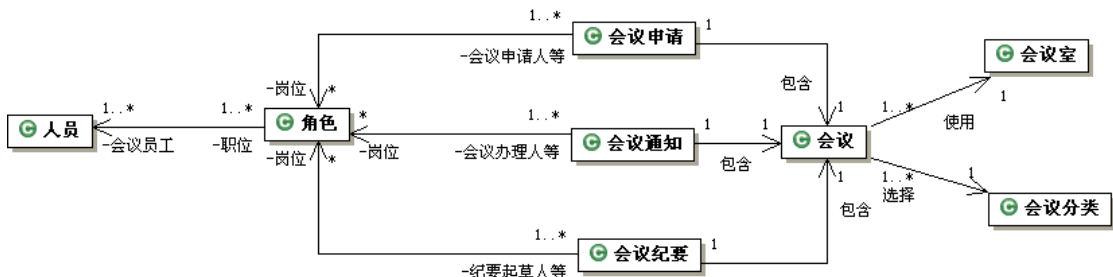 1..*
C 会议申请
1
-会议申请人等
-岗位
*
包含
C 会议室
1..*
1
使用
1..*
C 人员
-会议员工
1..*
-职位
C 角色
*
-岗位
1..*
-会议办理人等
C 会议通知
1
包含
1
1
C 会议
-岗位
*
1..*
选择
1
C 会议分类
1
包含
1..*
-纪要起草人等
C 会议纪要
1